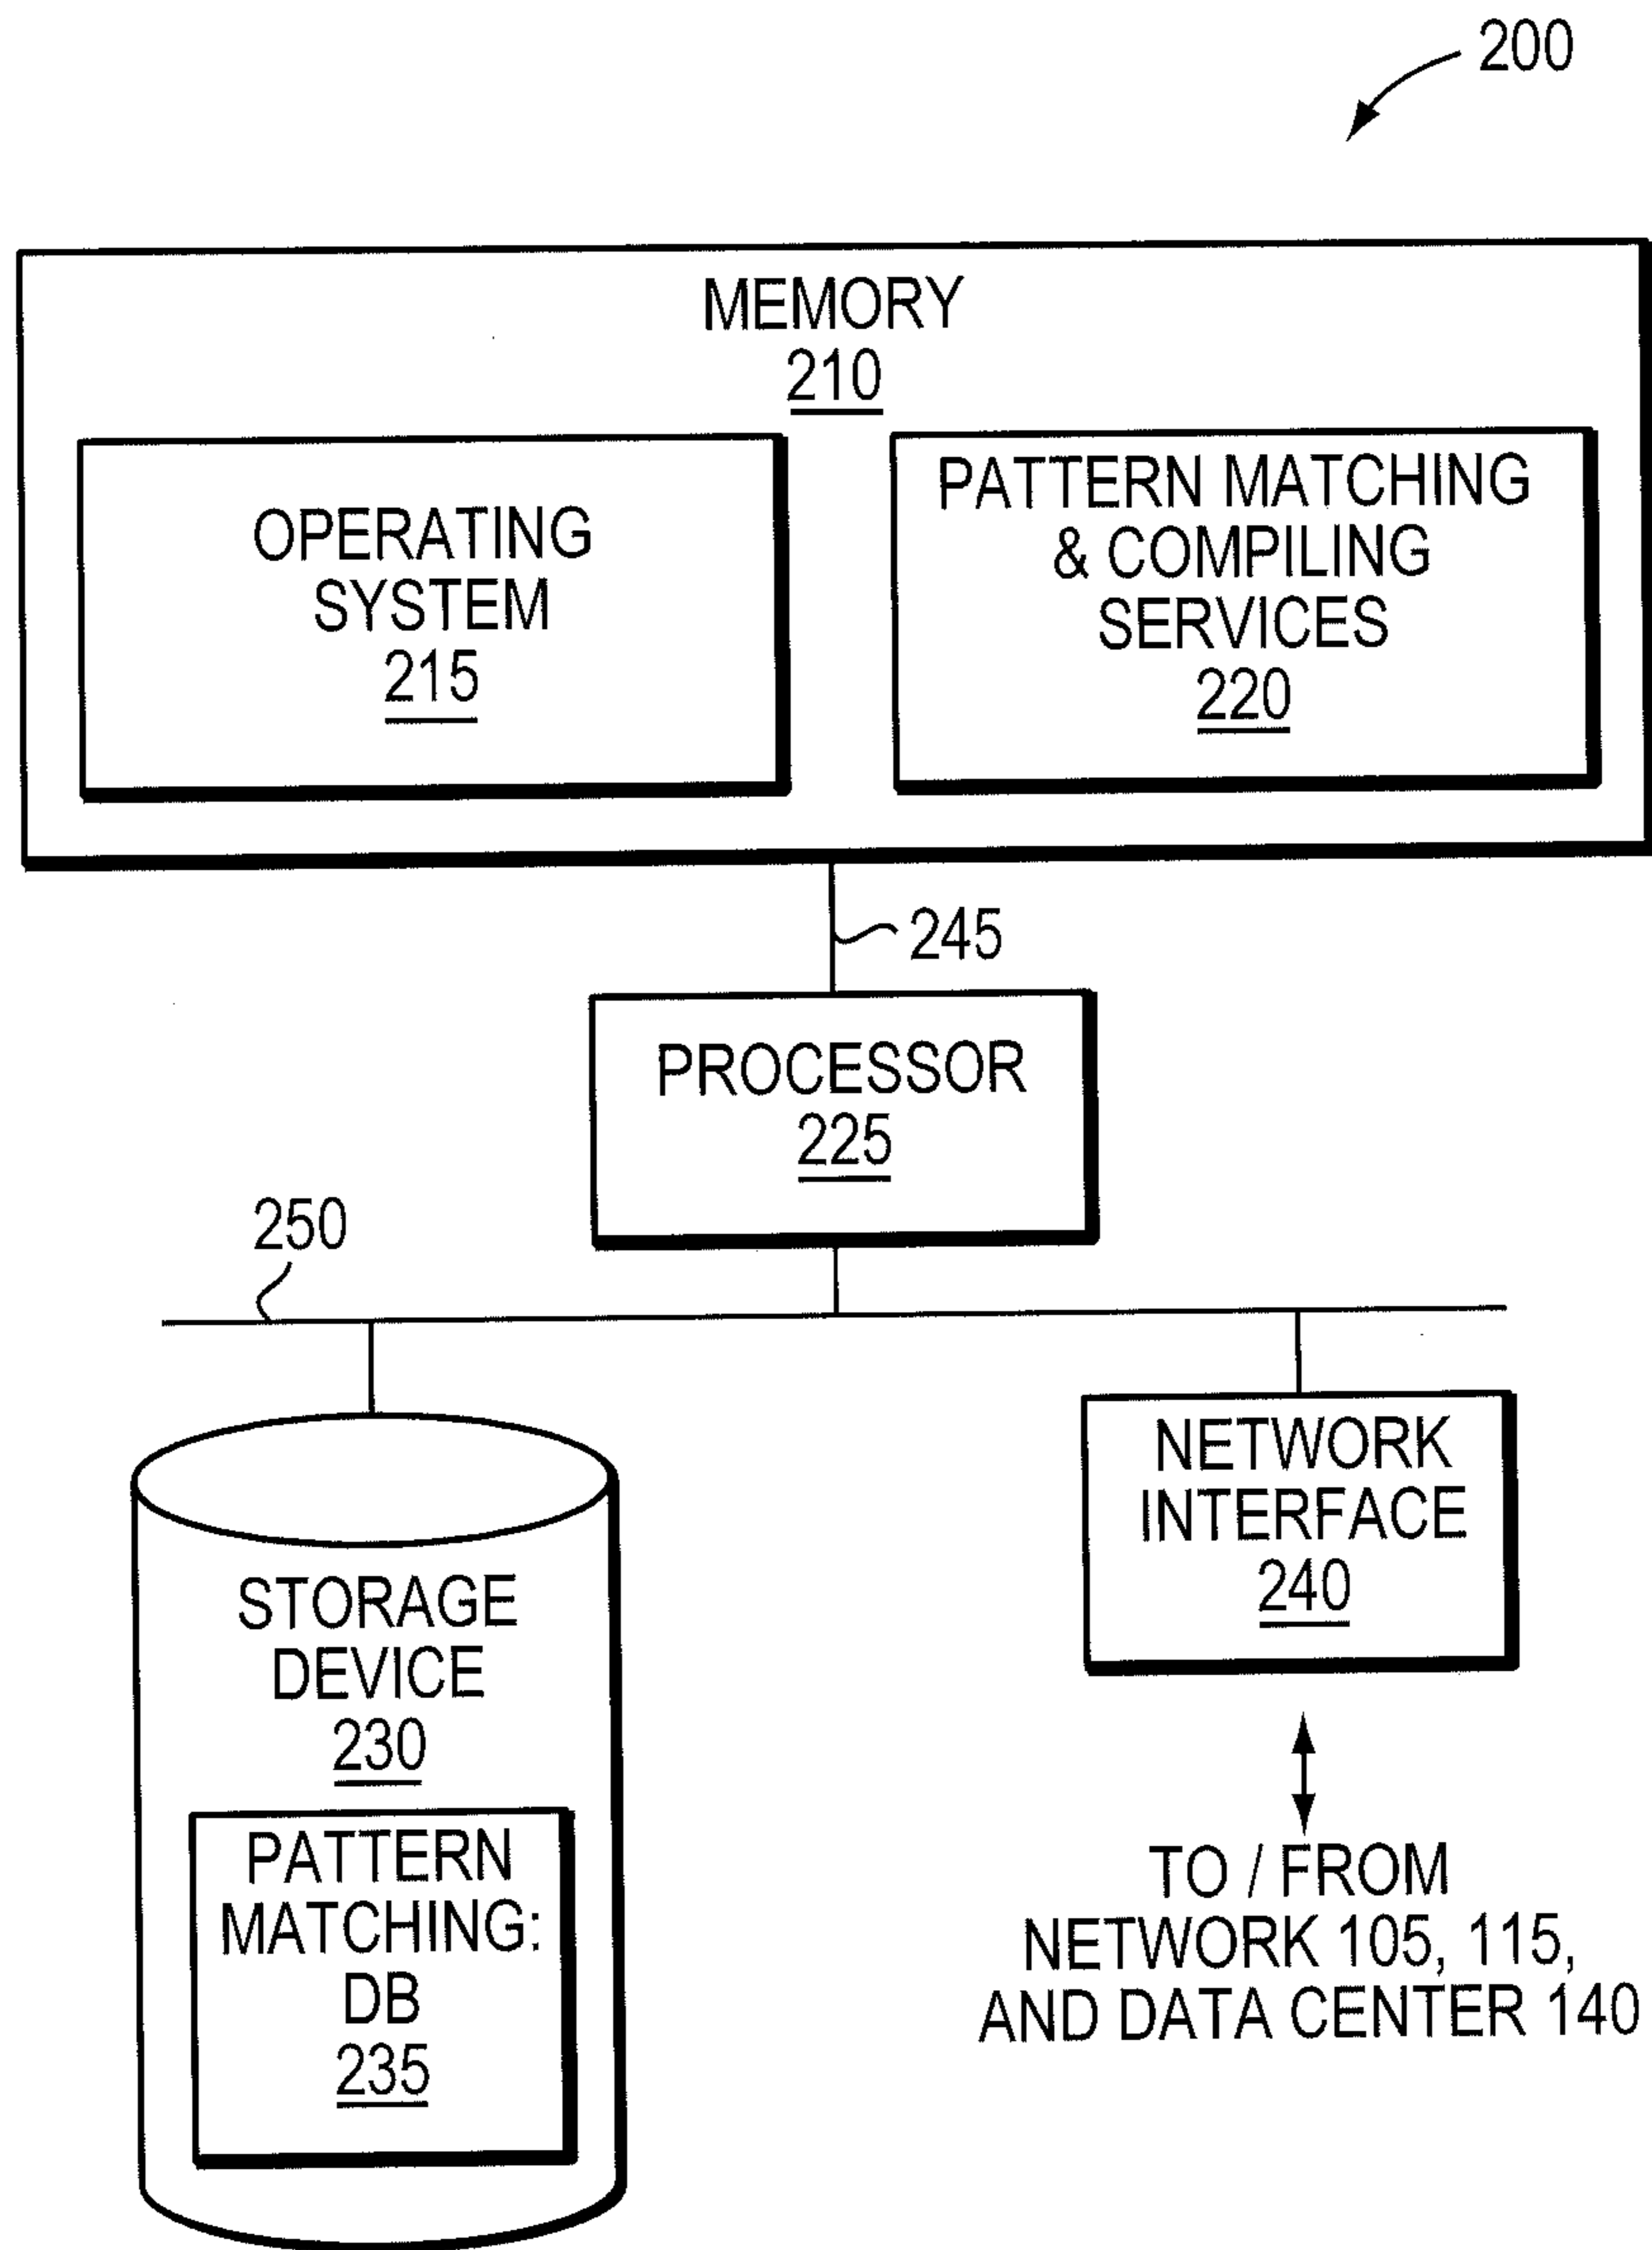 200
MEMORY
210
OPERATING
SYSTEM
215
PATTERN MATCHING
& COMPILING
SERVICES
220
245
PROCESSOR
225
250
STORAGE
DEVICE
230
PATTERN
MATCHING:
DB
235
NETWORK
INTERFACE
240
TO / FROM
NETWORK 105, 115,
AND DATA CENTER 140